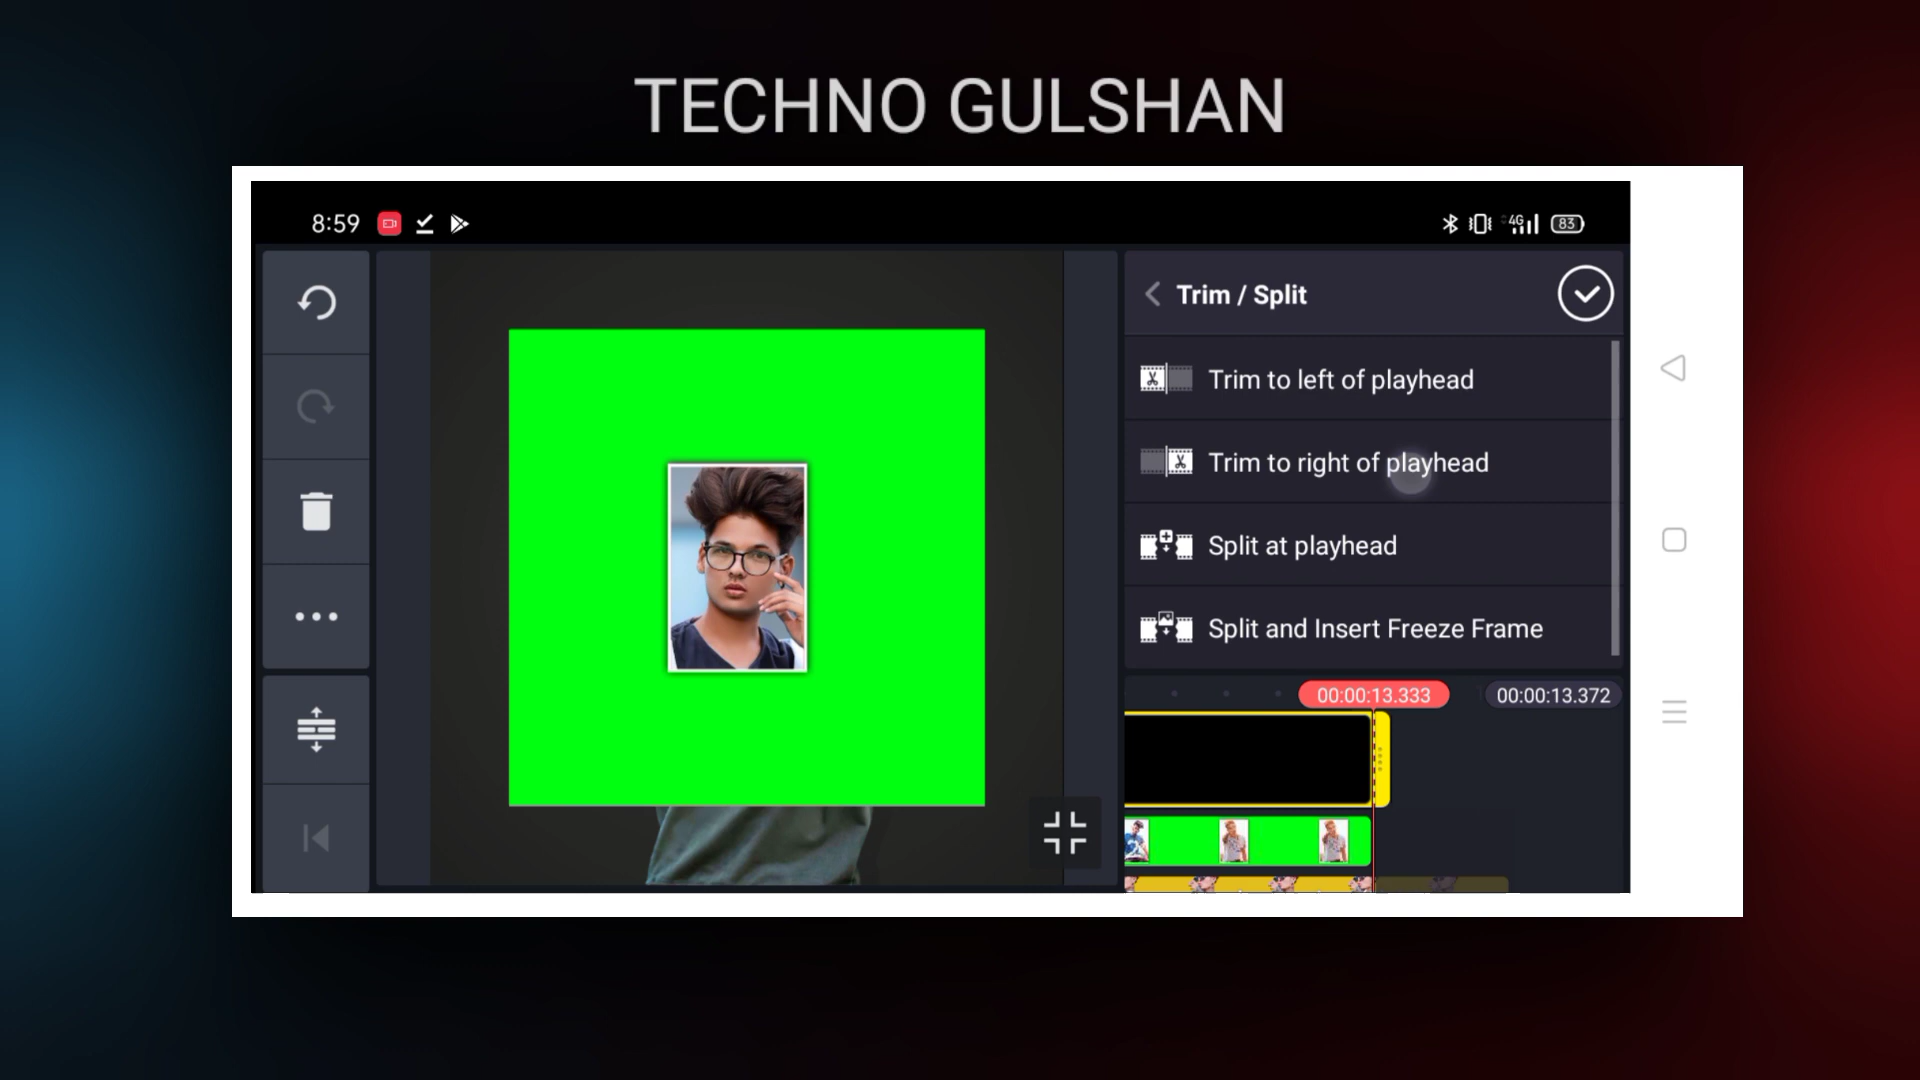 TECHNO GULSHAN
8:59
4G
83
Trim / Split
Trim to left of playhead
Trim to right of playhead
Split at playhead
Split and Insert Freeze Frame
00:00:13.333
00:00:13.372